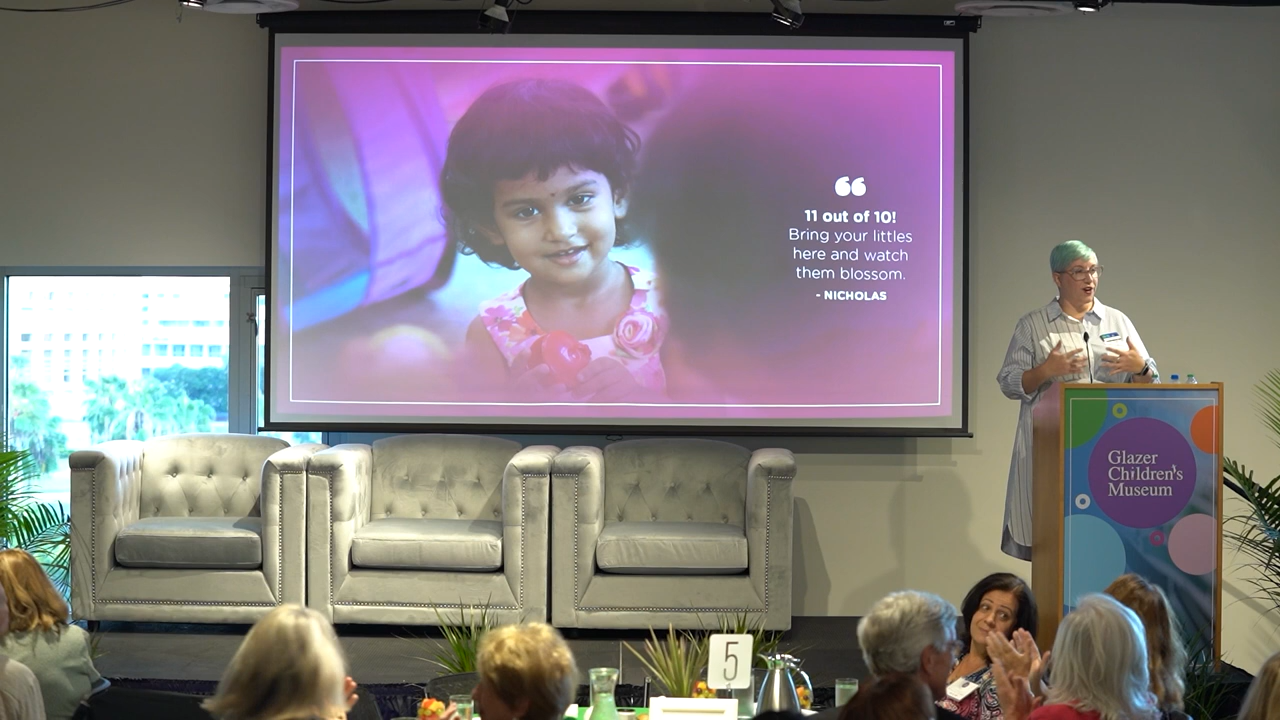 ❝
11 out of 10!
Bring your littles
here and watch
them blossom.
- NICHOLAS
Glazer
Children's
Museum
5